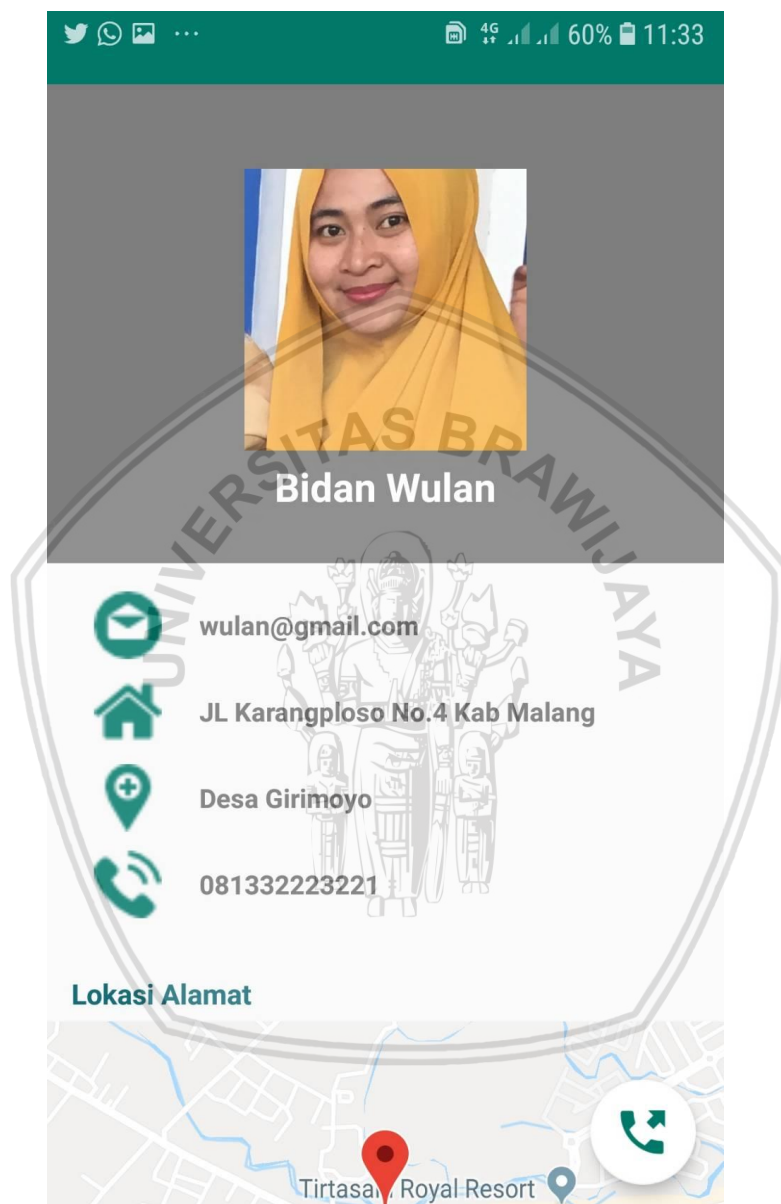 4G 60% 11:33
UNIVERSITAS BRAWIJAYA
Bidan Wulan
wulan@gmail.com
JL Karangploso No.4 Kab Malang
Desa Girimoyo
081332223221
Lokasi Alamat
Royal Resort